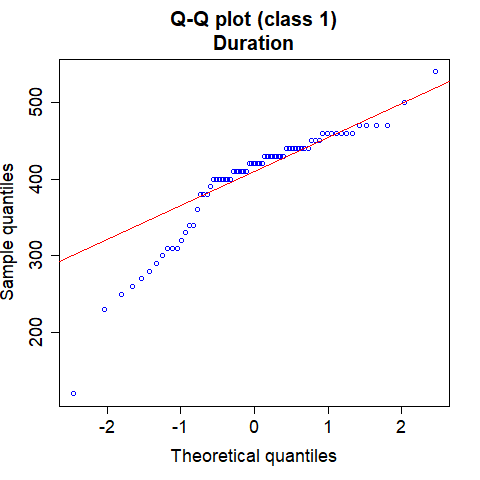 Q-Q plot (class 1)
Duration
Sample quantiles
500
400
300
200
-2 -1 0 1 2
Theoretical quantiles